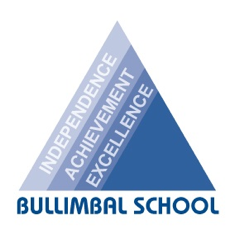 INDEPENDENCE
ACHIEVEMENT
EXCELLENCE
BULLIMBAL SCHOOL